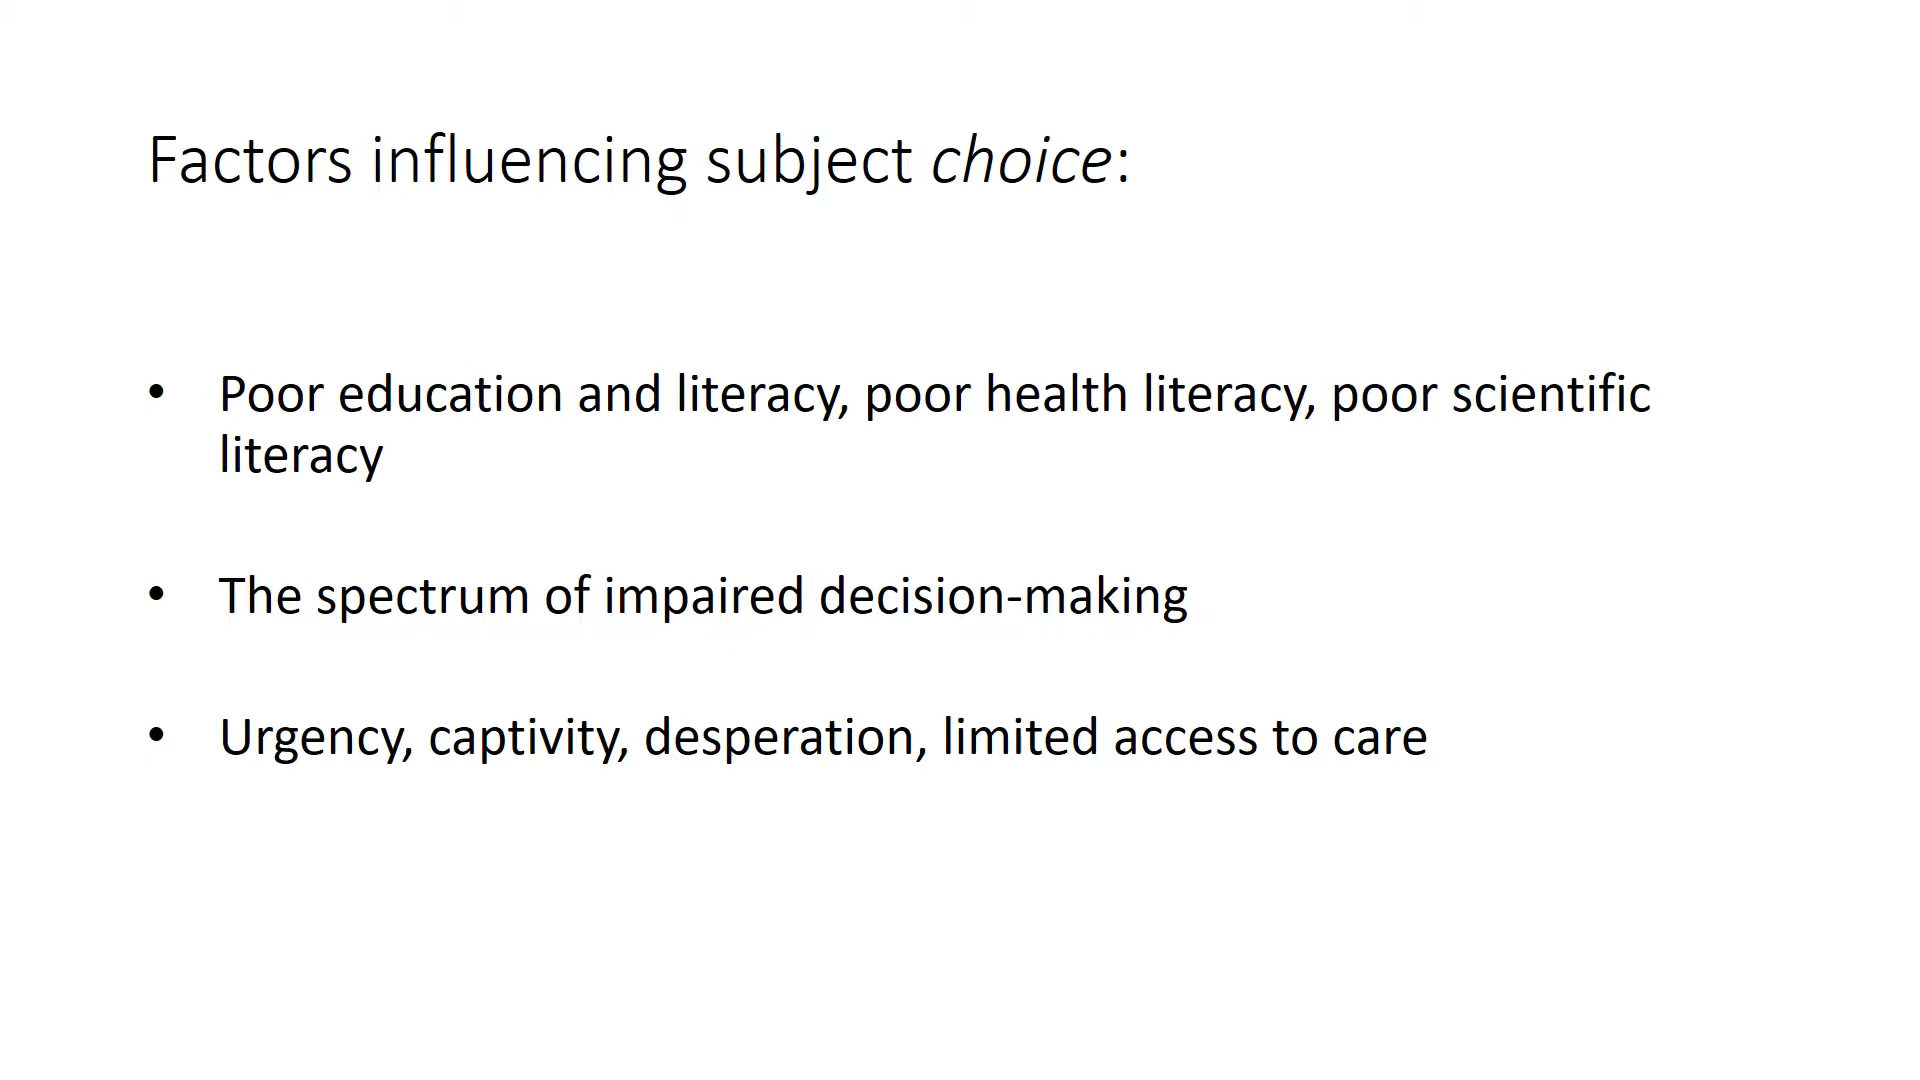 Factors influencing subject choice:
• Poor education and literacy, poor health literacy, poor scientific
literacy
• The spectrum of impaired decision-making
• Urgency, captivity, desperation, limited access to care